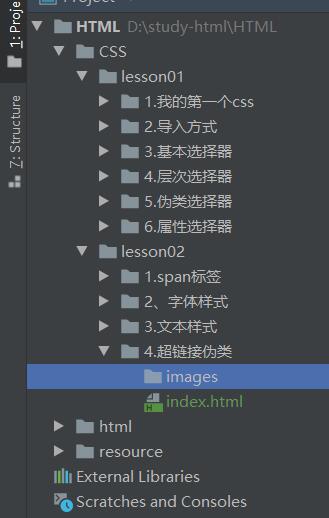 Project
1: Proje
HTML D:\study-html\HTML
CSS
lesson01
1.我的第一个css
2.导入方式
3.基本选择器
4.层次选择器
5.伪类选择器
6.属性选择器
lesson02
1.span标签
2、字体样式
3.文本样式
4.超链接伪类
images
index.html
html
resource
External Libraries
Scratches and Consoles
7: Structure